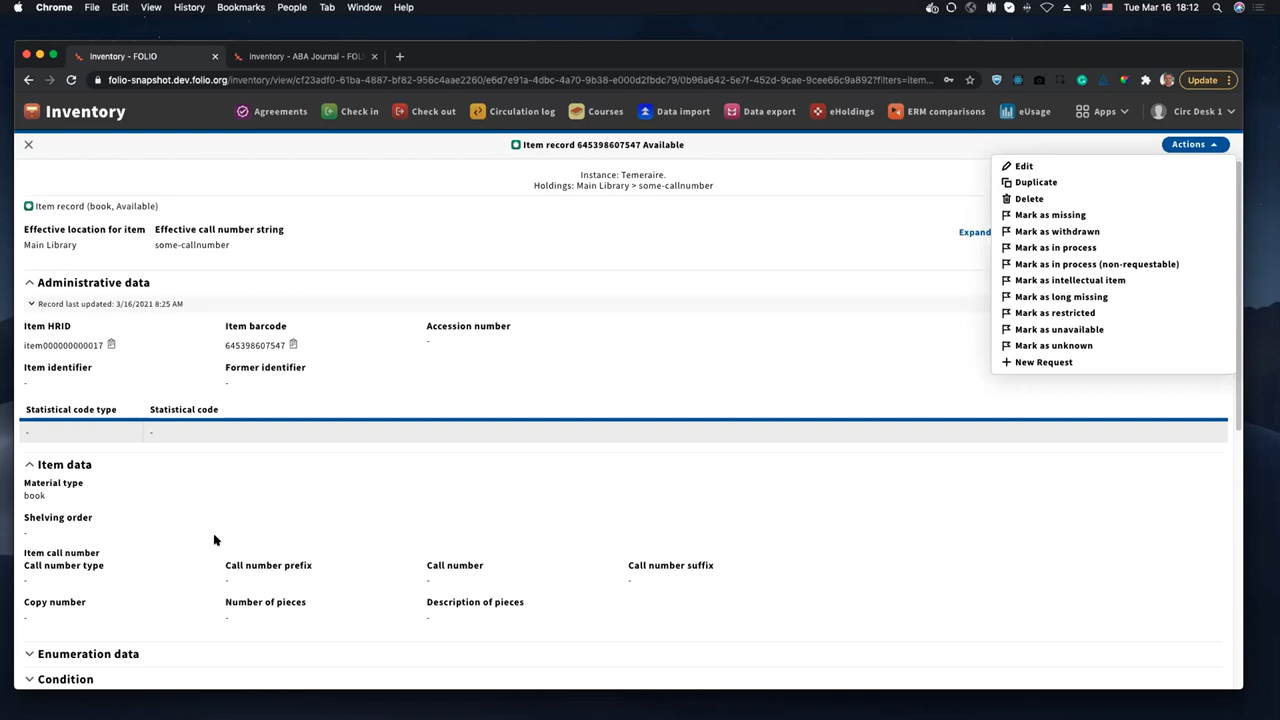 Chrome File Edit View History Bookmarks People Tab Window Help Tue Mar 16 18:12
Inventory - FOLIO Inventory - ABA Journal - FOL
folio-snapshot.dev.folio.org/inventory/view/cf23adf0-61ba-4887-bf82-956c4aae2260/e6d7e91a-4dbc-4a70-9b38-e000d2fbdc79/0b96a642-5e7f-452d-9cae-9cee66c9a892?filters=item... Update
Inventory Agreements Check in Check out Circulation log Courses Data import Data export eHoldings ERM comparisons eUsage Apps Circ Desk 1
Item record 645398607547 Available Actions
Instance: Temeraire.
Holdings: Main Library > some-callnumber
Edit
Duplicate
Delete
Mark as missing
Mark as withdrawn
Mark as in process
Mark as in process (non-requestable)
Mark as intellectual item
Mark as long missing
Mark as restricted
Mark as unavailable
Mark as unknown
New Request
Item record (book, Available)
Effective location for item Effective call number string Expand
Main Library some-callnumber
Administrative data
Record last updated: 3/16/2021 8:25 AM
Item HRID Item barcode Accession number
item000000000017 645398607547 -
Item identifier Former identifier
- -
Statistical code type Statistical code
- -
Item data
Material type
book
Shelving order
-
Item call number
Call number type Call number prefix Call number Call number suffix
- - - -
Copy number Number of pieces Description of pieces
- - -
Enumeration data
Condition